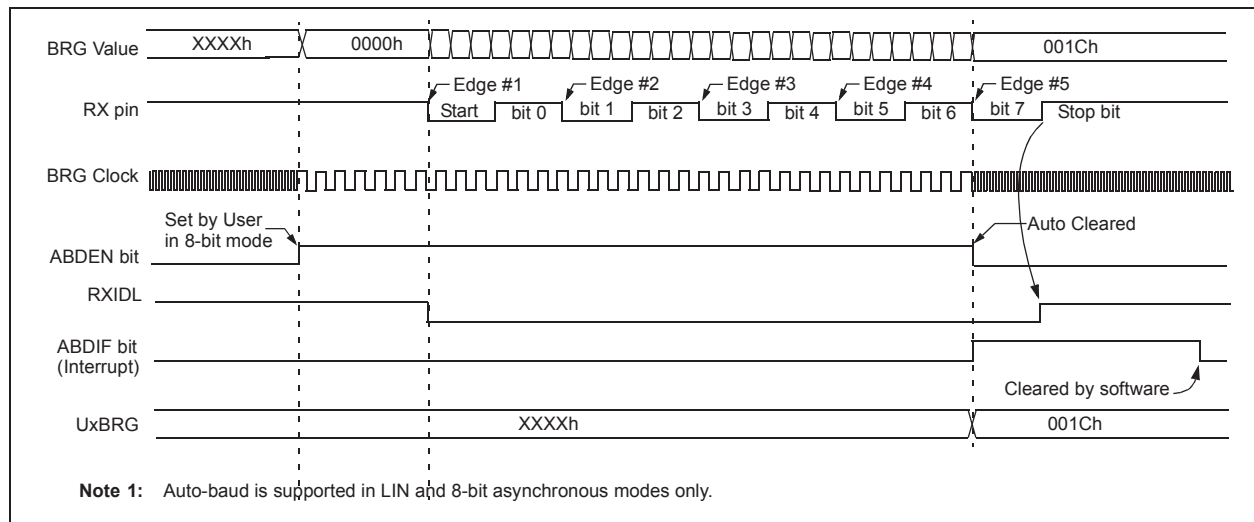 BRG Value XXXXh 0000h 001Ch
Edge #1 Edge #2 Edge #3 Edge #4 Edge #5
RX pin Start bit 0 bit 1 bit 2 bit 3 bit 4 bit 5 bit 6 bit 7 Stop bit
BRG Clock
Set by User
in 8-bit mode
Auto Cleared
ABDEN bit
RXIDL
ABDIF bit
(Interrupt)
Cleared by software
UxBRG XXXXh 001Ch
Note 1: Auto-baud is supported in LIN and 8-bit asynchronous modes only.